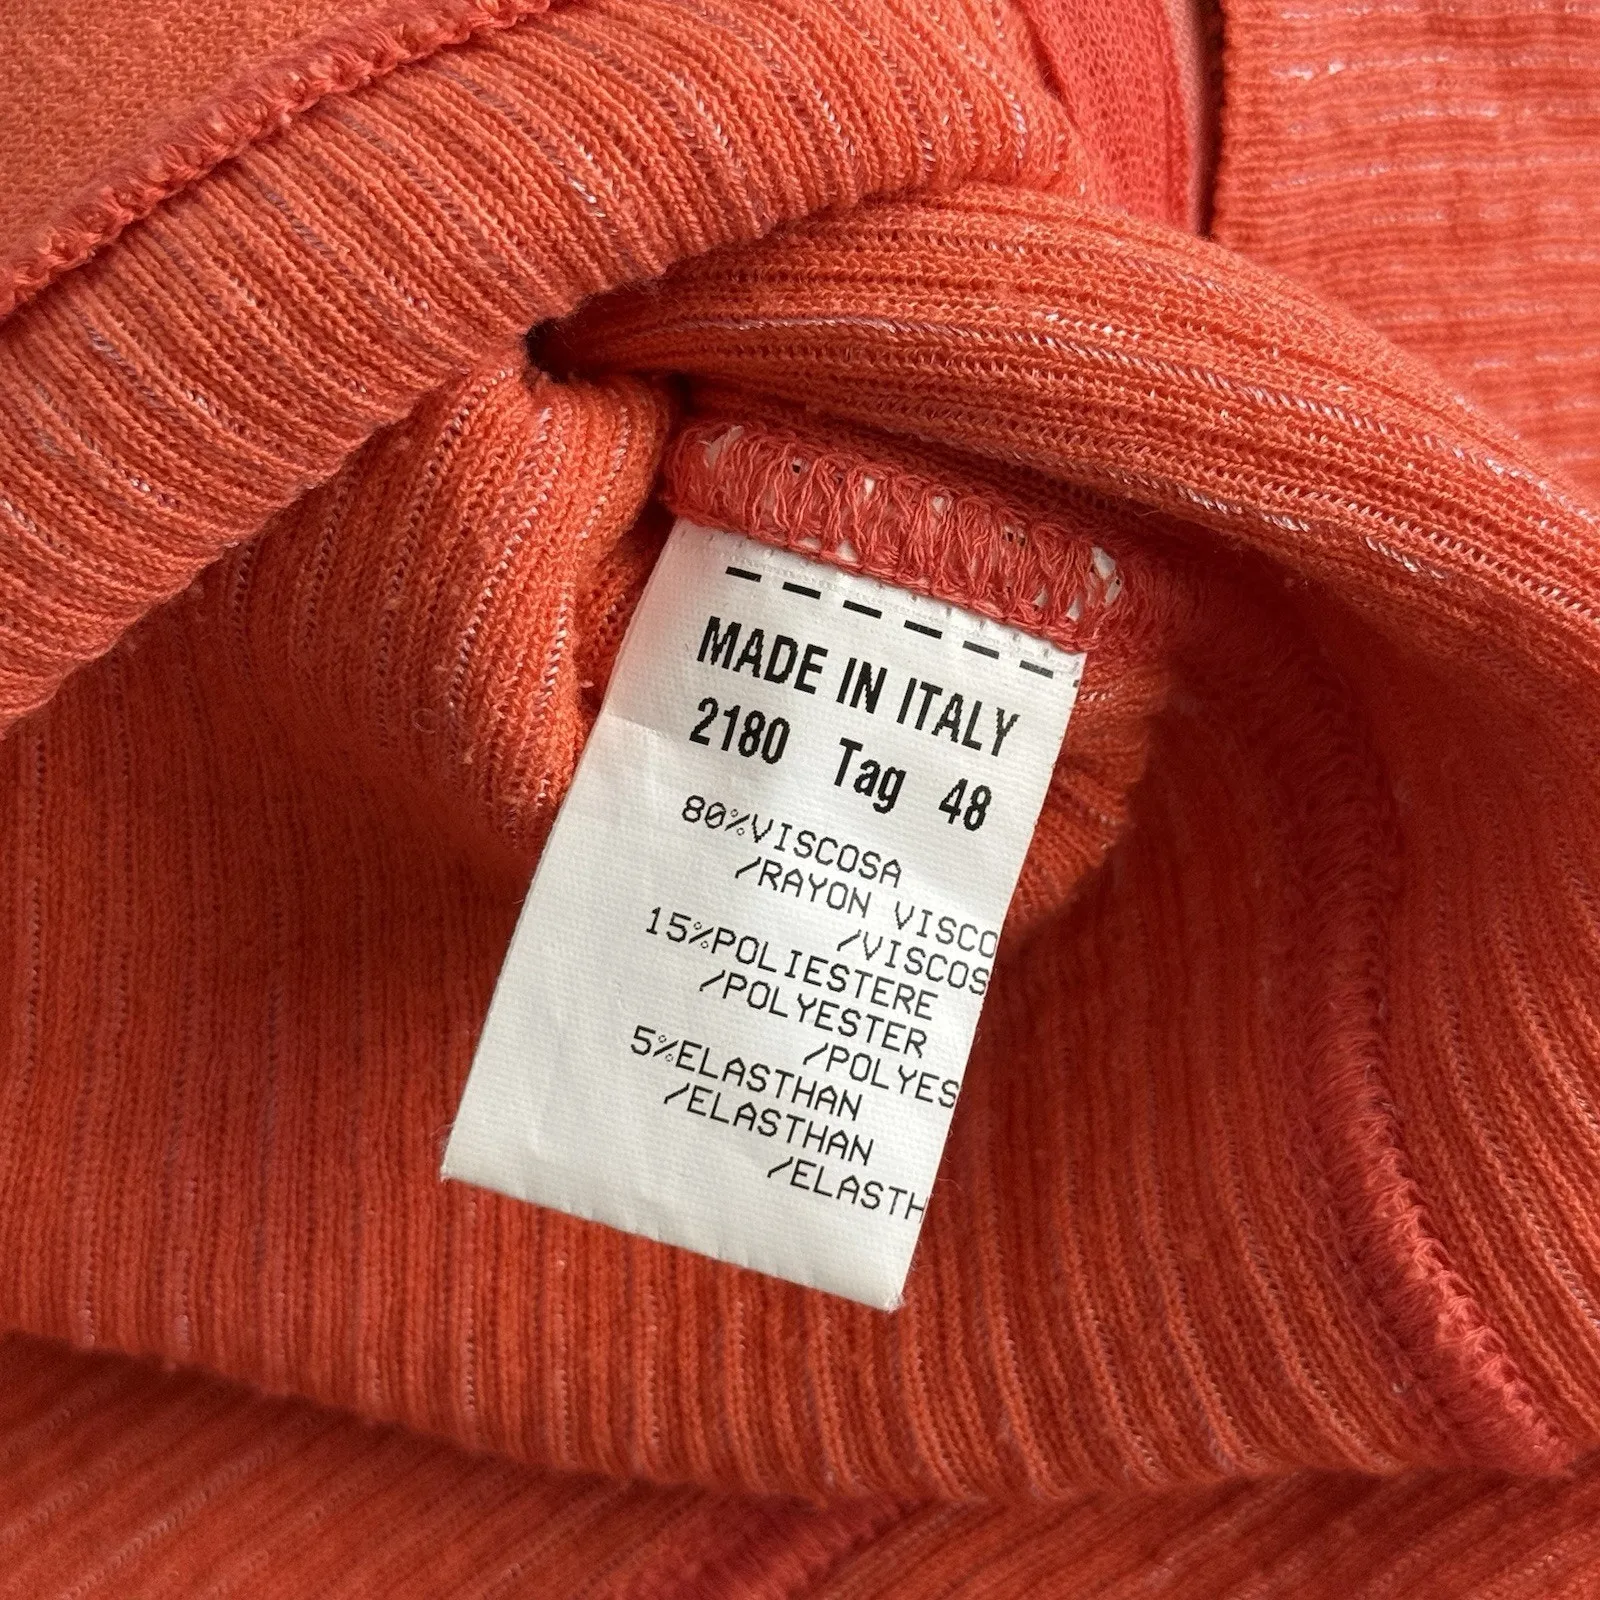 MADE IN ITALY
2180 Tag 48
80%VISCOSA
/RAYON VISCO
/VISCOS
15%POLIESTERE
/POLYESTER
/POLYES
5%ELASTHAN
/ELASTHAN
/ELASTH